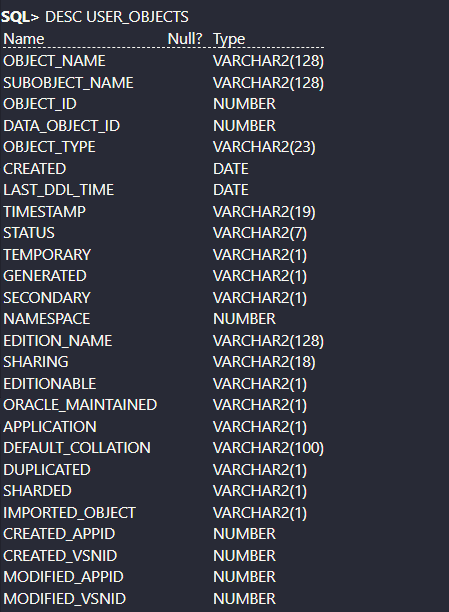 SQL> DESC USER_OBJECTS
Name Null? Type
OBJECT_NAME VARCHAR2(128)
SUBOBJECT_NAME VARCHAR2(128)
OBJECT_ID NUMBER
DATA_OBJECT_ID NUMBER
OBJECT_TYPE VARCHAR2(23)
CREATED DATE
LAST_DDL_TIME DATE
TIMESTAMP VARCHAR2(19)
STATUS VARCHAR2(7)
TEMPORARY VARCHAR2(1)
GENERATED VARCHAR2(1)
SECONDARY VARCHAR2(1)
NAMESPACE NUMBER
EDITION_NAME VARCHAR2(128)
SHARING VARCHAR2(18)
EDITIONABLE VARCHAR2(1)
ORACLE_MAINTAINED VARCHAR2(1)
APPLICATION VARCHAR2(1)
DEFAULT_COLLATION VARCHAR2(100)
DUPLICATED VARCHAR2(1)
SHARDED VARCHAR2(1)
IMPORTED_OBJECT VARCHAR2(1)
CREATED_APPID NUMBER
CREATED_VSNID NUMBER
MODIFIED_APPID NUMBER
MODIFIED_VSNID NUMBER